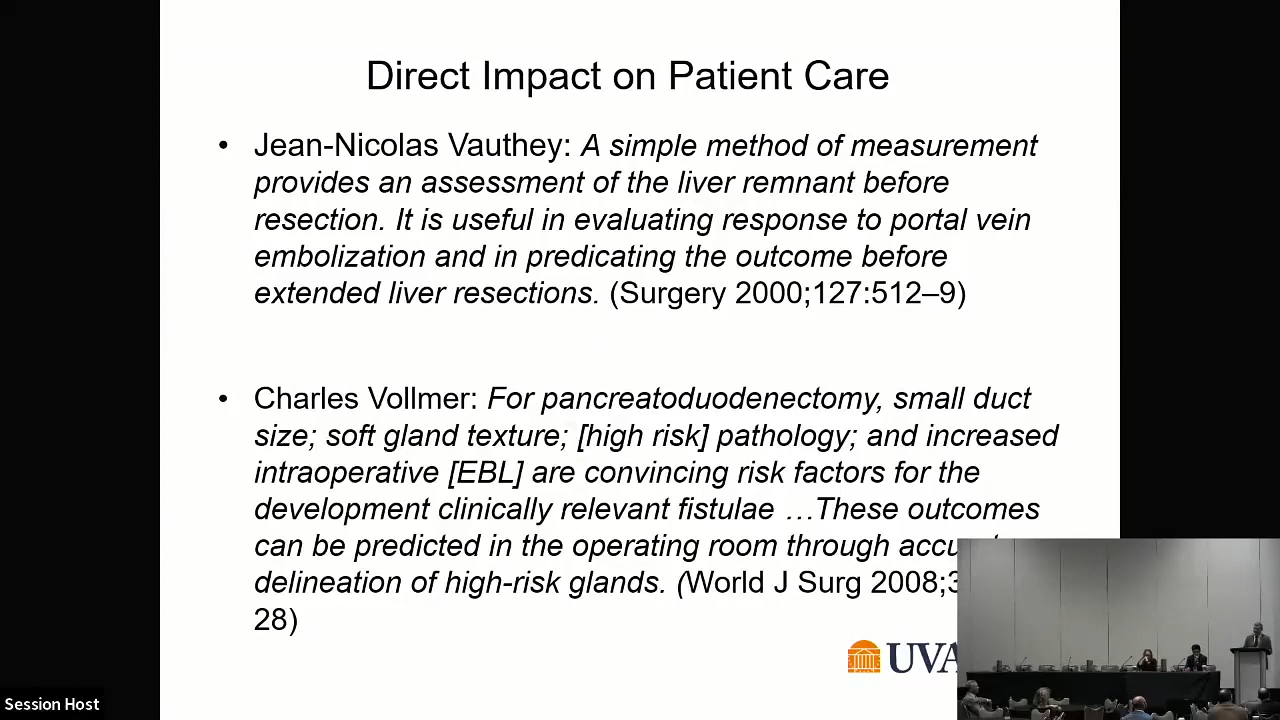 Direct Impact on Patient Care
• Jean-Nicolas Vauthey: A simple method of measurement
provides an assessment of the liver remnant before
resection. It is useful in evaluating response to portal vein
embolization and in predicating the outcome before
extended liver resections. (Surgery 2000;127:512–9)
• Charles Vollmer: For pancreatoduodenectomy, small duct
size; soft gland texture; [high risk] pathology; and increased
intraoperative [EBL] are convincing risk factors for the
development clinically relevant fistulae …These outcomes
can be predicted in the operating room through
delineation of high-risk glands. (World J Surg 2008;
28)
UVA
Session Host